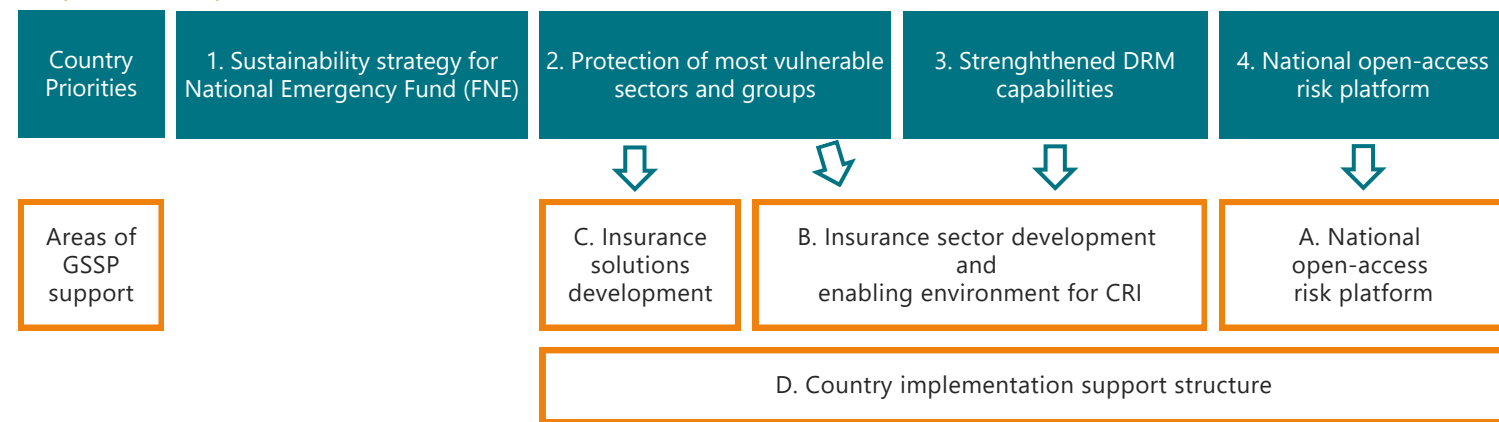 Country
Priorities
1. Sustainability strategy for
National Emergency Fund (FNE)
2. Protection of most vulnerable
sectors and groups
3. Strenghthened DRM
capabilities
4. National open-access
risk platform
Areas of
GSSP
support
C. Insurance
solutions
development
B. Insurance sector development
and
enabling environment for CRI
A. National
open-access
risk platform
D. Country implementation support structure